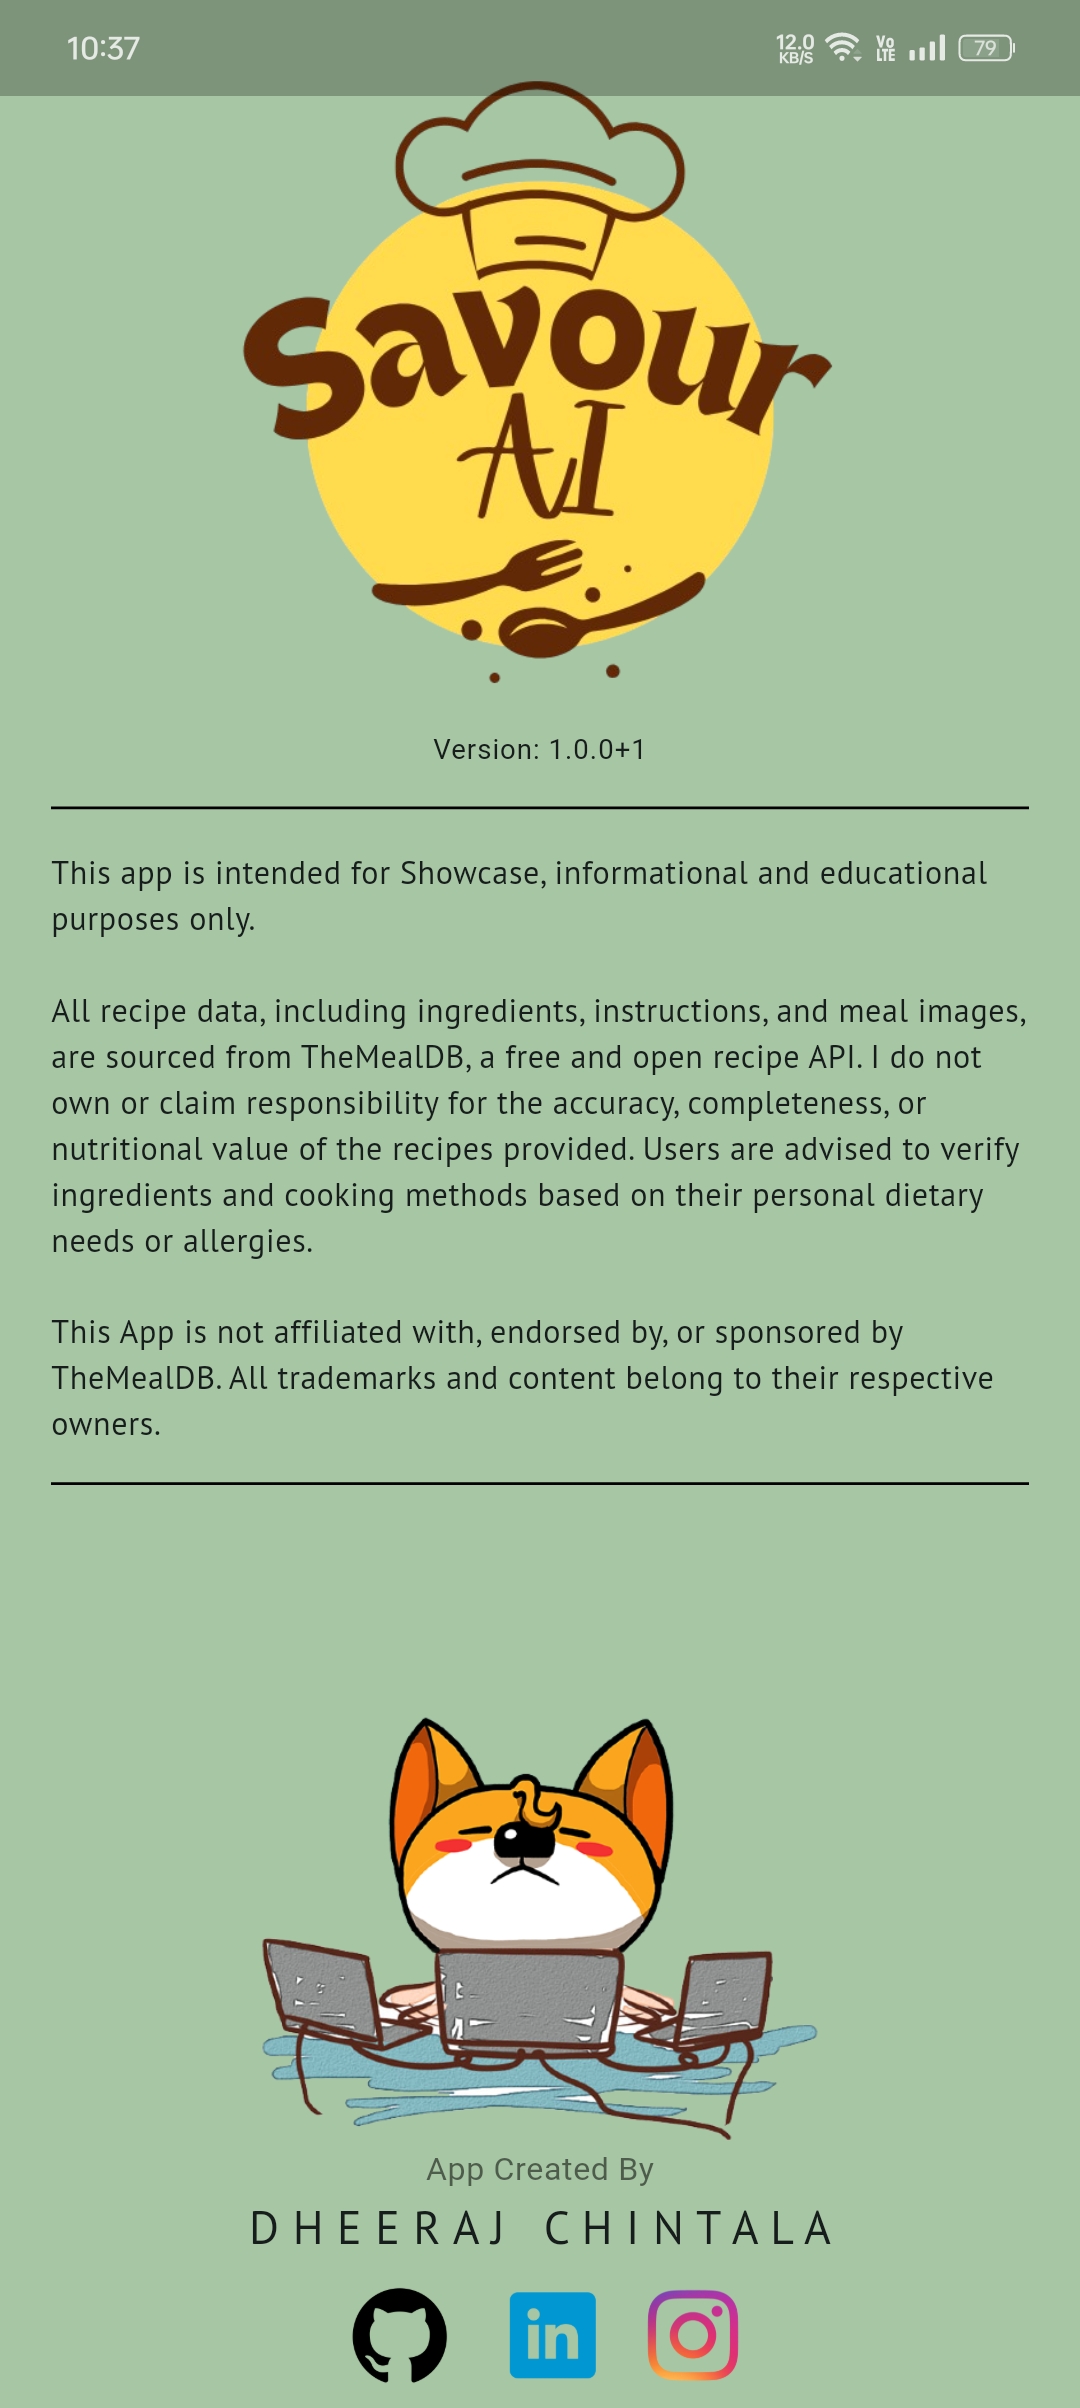 10:37
12.0
KB/S
Vo
LTE
79
Savour
AI
Version: 1.0.0+1
This app is intended for Showcase, informational and educational
purposes only.
All recipe data, including ingredients, instructions, and meal images,
are sourced from TheMealDB, a free and open recipe API. I do not
own or claim responsibility for the accuracy, completeness, or
nutritional value of the recipes provided. Users are advised to verify
ingredients and cooking methods based on their personal dietary
needs or allergies.
This App is not affiliated with, endorsed by, or sponsored by
TheMealDB. All trademarks and content belong to their respective
owners.
App Created By
DHEERAJ CHINTALA
in